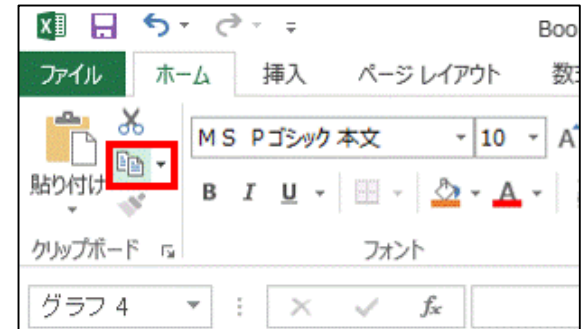 Boo
ファイル ホーム 挿入 ページ レイアウト 数
ＭＳ Ｐゴシック 本文 10 A
貼り付け B I U A
クリップボード フォント
グラフ 4 fx